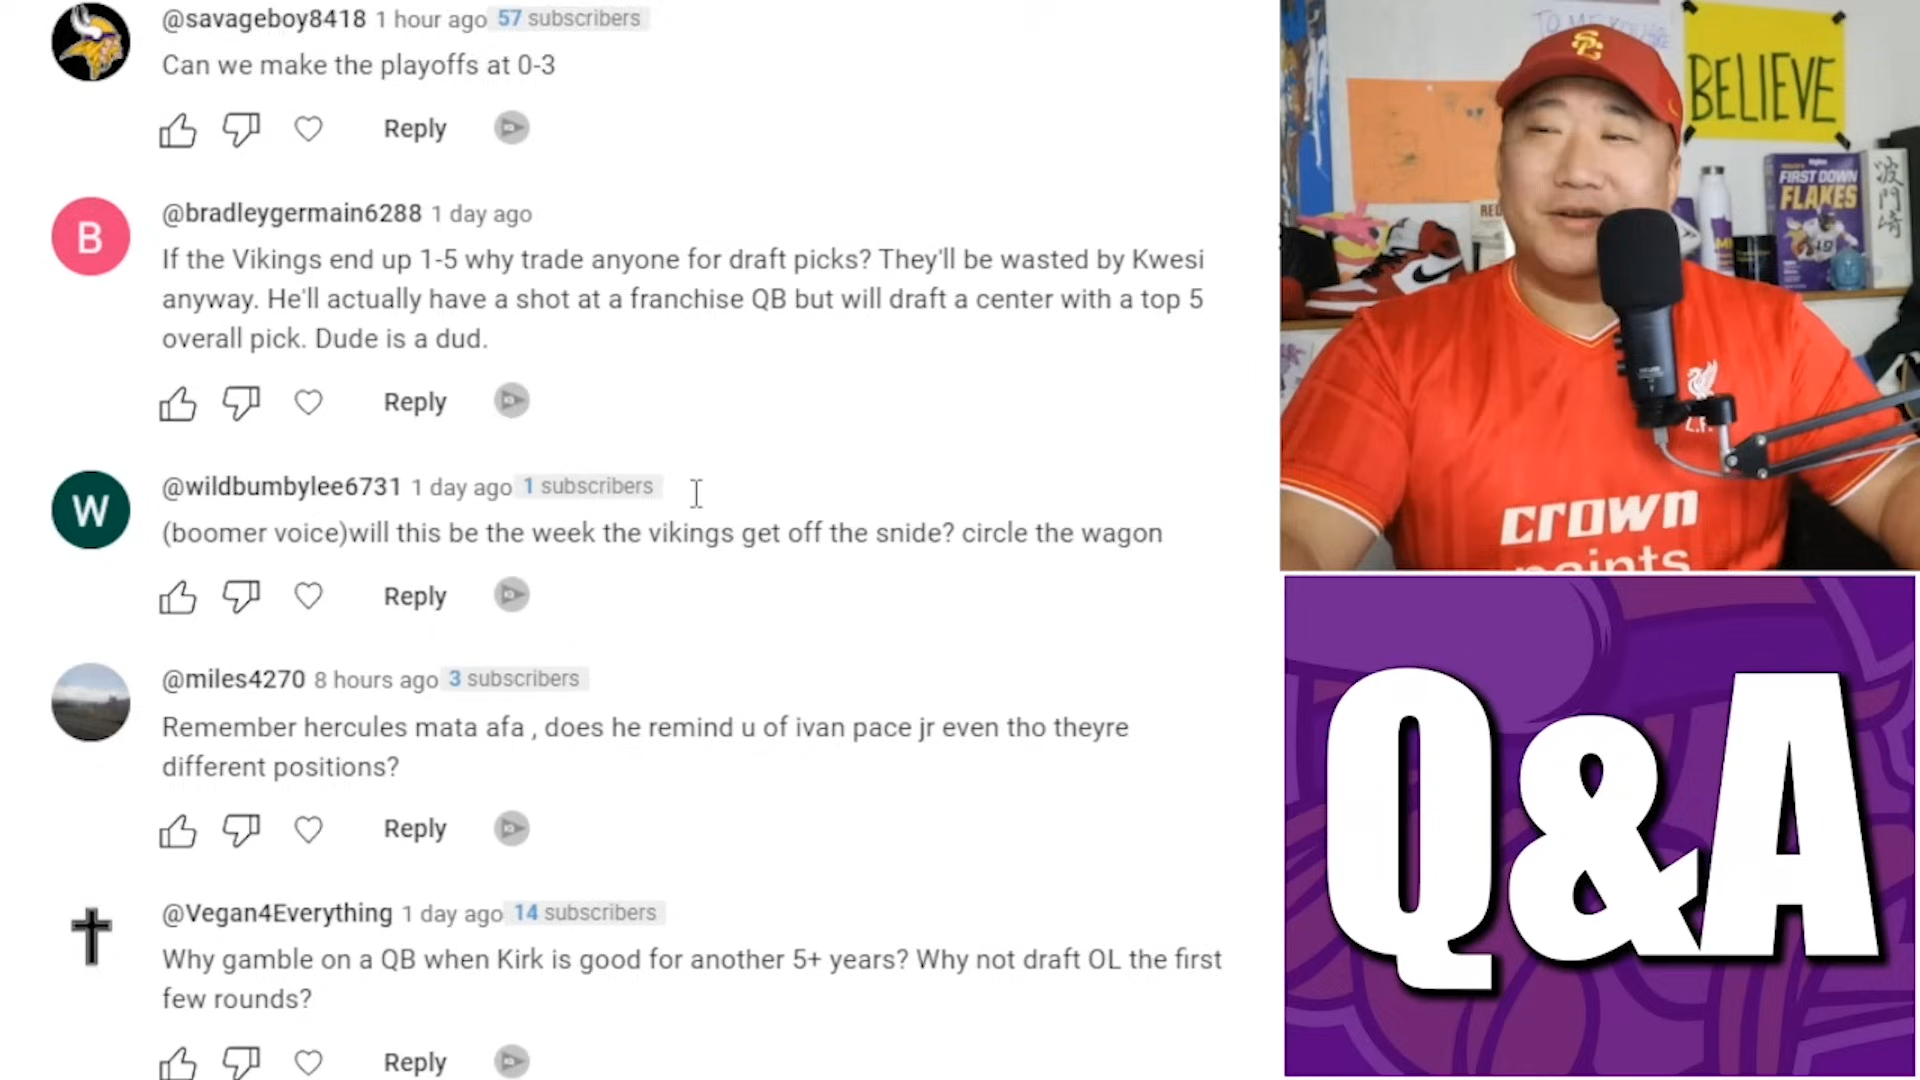 @savageboy8418 1 hour ago 57 subscribers
Can we make the playoffs at 0-3
Reply
B
@bradleygermain6288 1 day ago
If the Vikings end up 1-5 why trade anyone for draft picks? They'll be wasted by Kwesi
anyway. He'll actually have a shot at a franchise QB but will draft a center with a top 5
overall pick. Dude is a dud.
Reply
W
@wildbumbylee6731 1 day ago 1 subscribers
(boomer voice)will this be the week the vikings get off the snide? circle the wagon
Reply
@miles4270 8 hours ago 3 subscribers
Remember hercules mata afa , does he remind u of ivan pace jr even tho theyre
different positions?
Reply
@Vegan4Everything 1 day ago 14 subscribers
Why gamble on a QB when Kirk is good for another 5+ years? Why not draft OL the first
few rounds?
Reply
SC
BELIEVE
FIRST DOWN
FLAKES
19
波
門
崎
RED
L.F.
crown
paints
Q&A